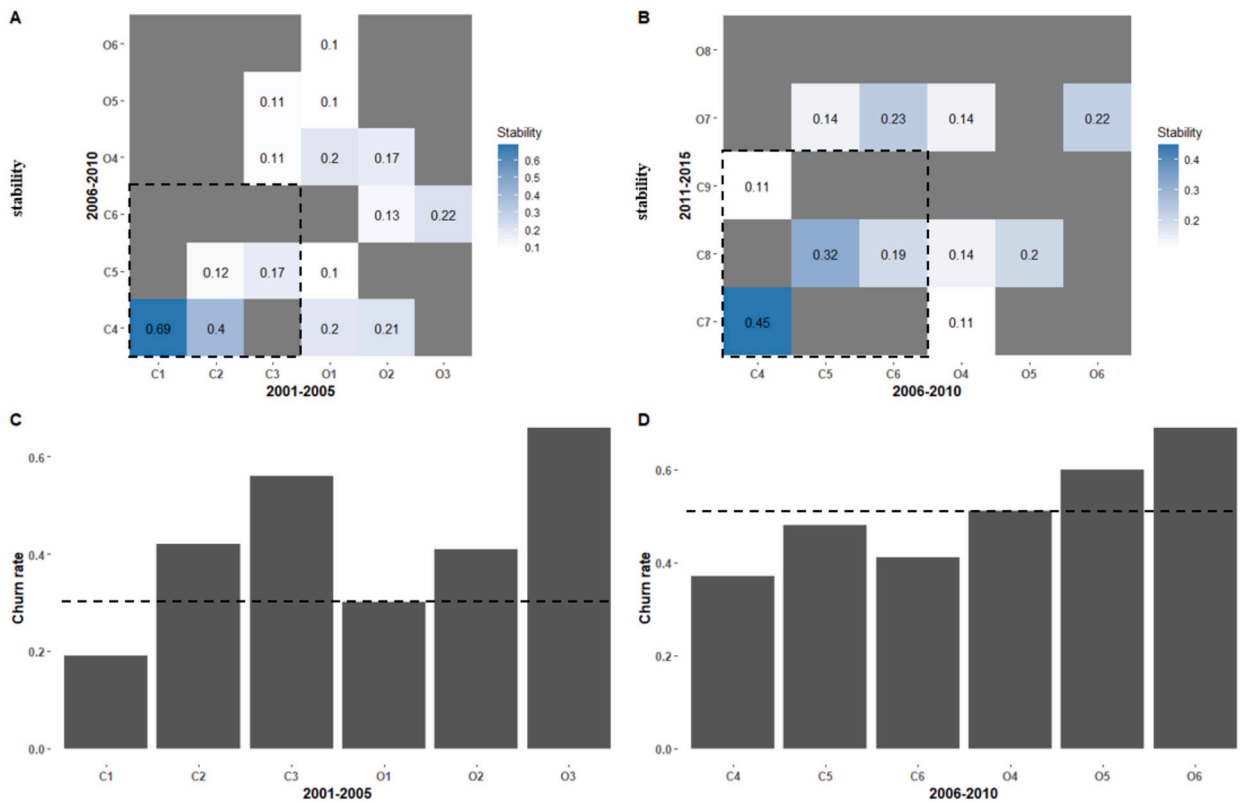 A
stability
2006-2010
O6
0.1
O5
0.11
0.1
O4
0.11
0.2
0.17
C6
0.13
0.22
C5
0.12
0.17
0.1
C4
0.69
0.4
0.2
0.21
C1
C2
C3
O1
O2
O3
2001-2005
Stability
0.6
0.5
0.4
0.3
0.2
0.1
B
stability
2011-2015
O8
O7
0.14
0.23
0.14
0.22
C9
0.11
C8
0.32
0.19
0.14
0.2
C7
0.45
0.11
C4
C5
C6
O4
O5
O6
2006-2010
Stability
0.4
0.3
0.2
C
Churn rate
0.6
0.4
0.2
0.0
C1
C2
C3
O1
O2
O3
2001-2005
D
Churn rate
0.6
0.4
0.2
0.0
C4
C5
C6
O4
O5
O6
2006-2010